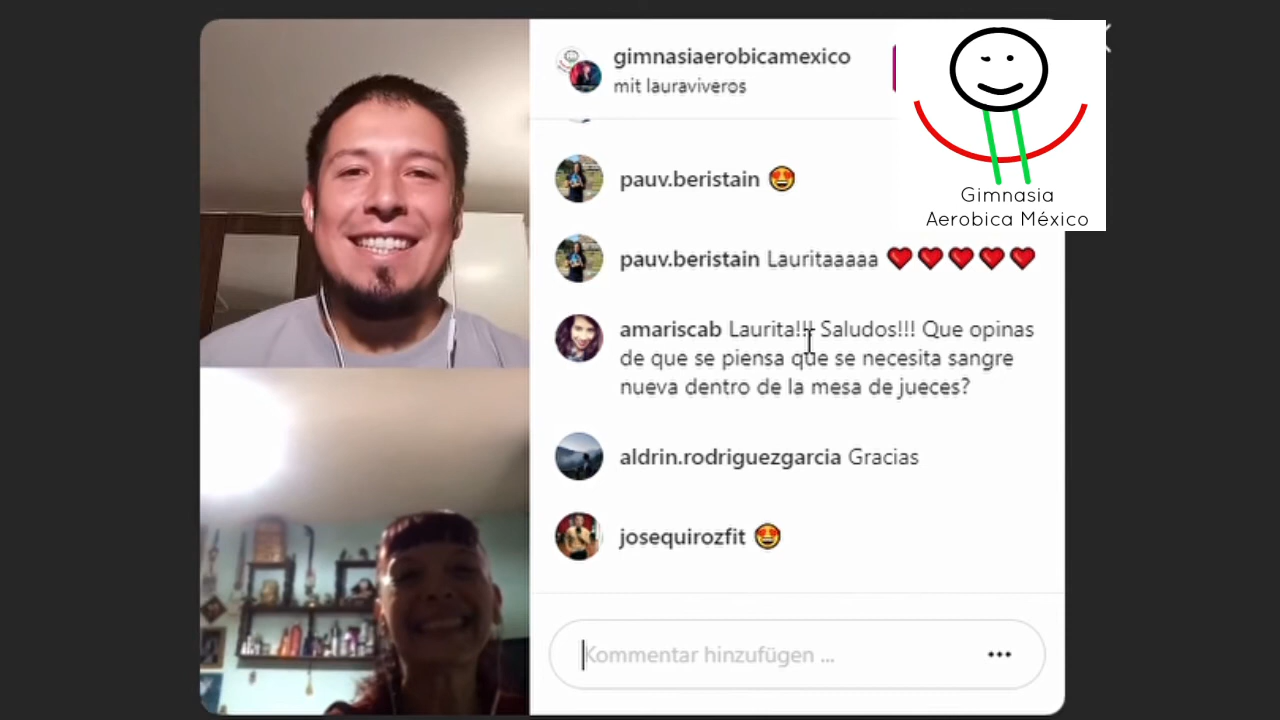 gimnasiaerobicamexico
mit lauraviveros
Gimnasia
Aerobica México
pauv.beristain 😍
pauv.beristain Lauritaaaaa ❤️❤️❤️❤️❤️
amariscab Laurita!!! Saludos!!! Que opinas
de que se piensa que se necesita sangre
nueva dentro de la mesa de jueces?
aldrin.rodriguezgarcia Gracias
josequirozfit 😍
Kommentar hinzufügen ...